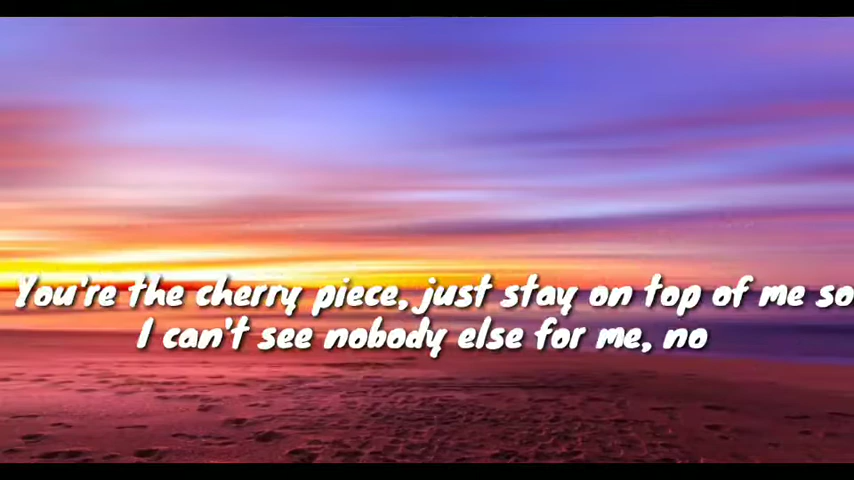 You're the cherry piece, just stay on top of me so
I can't see nobody else for me, no